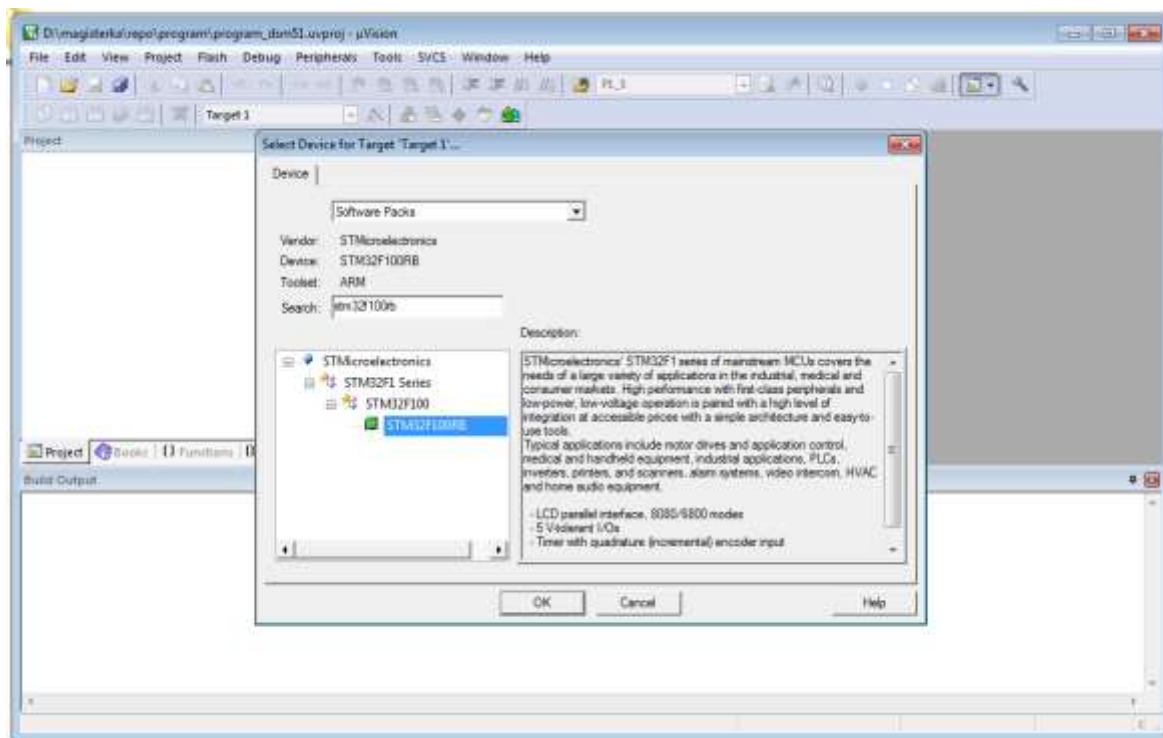 D:\magisterka\repo\program\program_dsm51.uvproj - µVision
File Edit View Project Flash Debug Peripherals Tools SVCS Window Help
Target 1
Project
Select Device for Target 'Target 1'...
Device
Software Packs
Vendor: STMicroelectronics
Device: STM32F100RB
Toolset: ARM
Search: stm32f100rb
Description:
STMicroelectronics
STM32F1 Series
STM32F100
STM32F100RB
STMicroelectronics' STM32F1 series of mainstream MCUs covers the
needs of a large variety of applications in the industrial, medical and
consumer markets. High performance with first-class peripherals and
low-power, low-voltage operation is paired with a high level of
integration at accessible prices with a simple architecture and easy-to-
use tools.
Typical applications include motor drives and application control,
medical and handheld equipment, industrial applications, PLCs,
inverters, printers, and scanners, alarm systems, video intercom, HVAC
and home audio equipment.
- LCD parallel interface, 8080/6800 modes
- 5 V-tolerant I/Os
- Timer with quadrature (incremental) encoder input
OK Cancel Help
Project Books {} Functions
Build Output